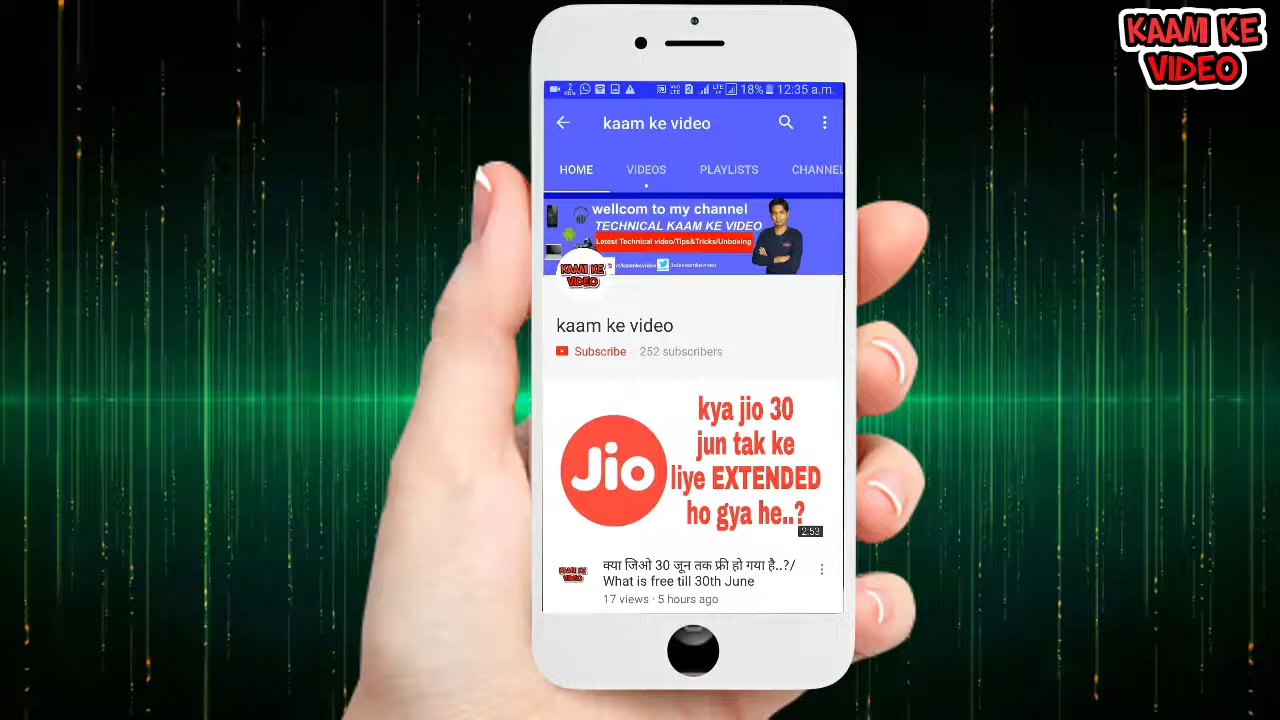 KAAM KE
VIDEO
18% 12:35 a.m.
kaam ke video
HOME VIDEOS PLAYLISTS CHANNEL
wellcom to my channel
TECHNICAL KAAM KE VIDEO
Letest Technical video/Tips&Tricks/Unboxing
KAAM KE
VIDEO
kaam ke video
Subscribe 252 subscribers
kya jio 30
jun tak ke
liye EXTENDED
ho gya he..?
Jio
2:53
KAAM KE
VIDEO
क्या जिओ 30 जून तक फ्री हो गया है..?/
What is free till 30th June
17 views · 5 hours ago